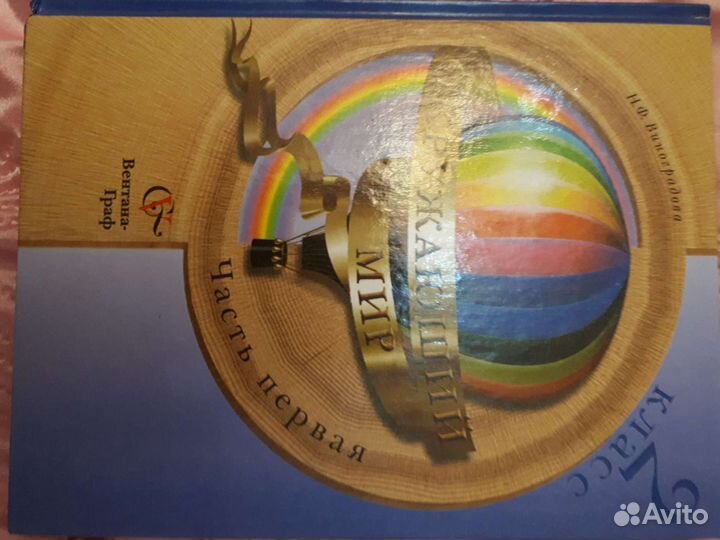 Н.Ф. Виноградова
ОКРУЖАЮЩИЙ
МИР
2
класс
Часть первая
Вентана-
Граф
Avito